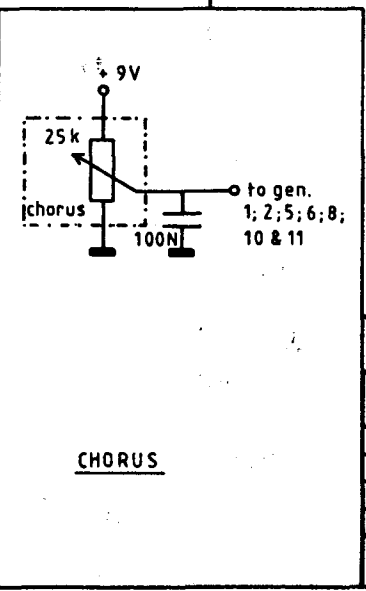 + 9V
25k
chorus
to gen.
1; 2; 5; 6; 8;
10 & 11
100N
CHORUS